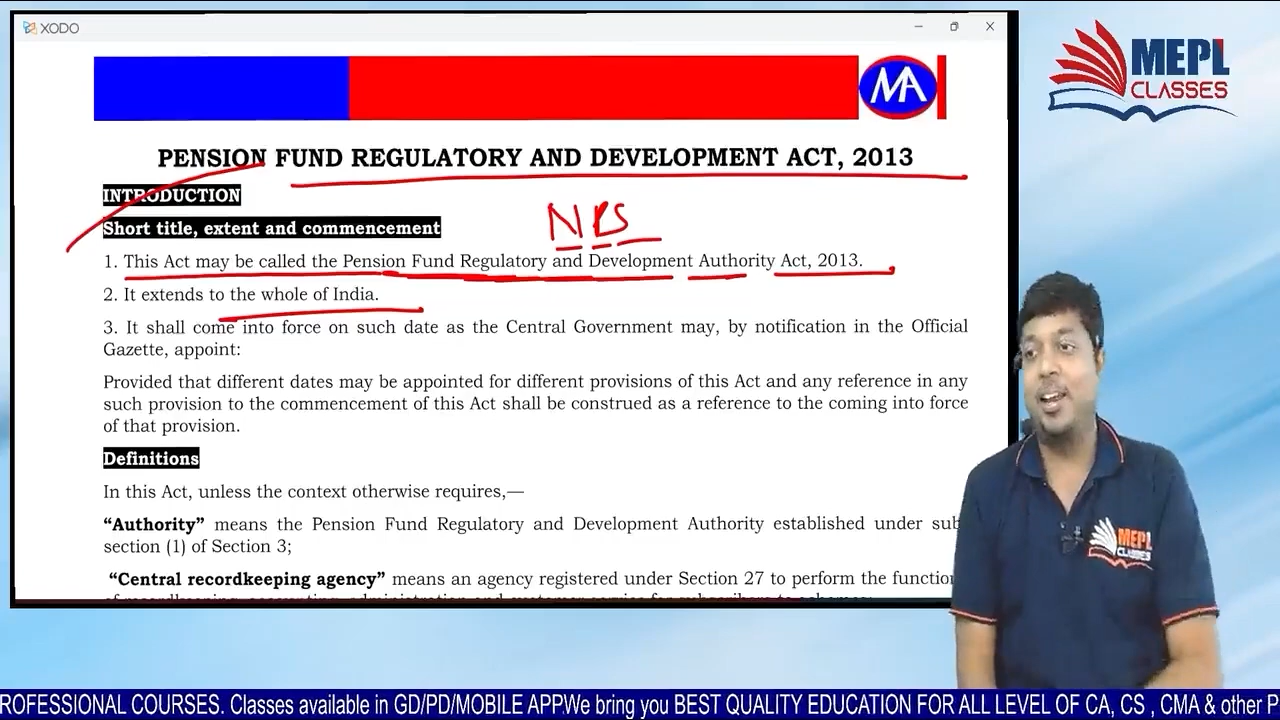 XODO
MEPL
CLASSES
MA
PENSION FUND REGULATORY AND DEVELOPMENT ACT, 2013
INTRODUCTION
Short title, extent and commencement
NPS
1. This Act may be called the Pension Fund Regulatory and Development Authority Act, 2013.
2. It extends to the whole of India.
3. It shall come into force on such date as the Central Government may, by notification in the Official
Gazette, appoint:
Provided that different dates may be appointed for different provisions of this Act and any reference in any
such provision to the commencement of this Act shall be construed as a reference to the coming into force
of that provision.
Definitions
In this Act, unless the context otherwise requires,—
“Authority” means the Pension Fund Regulatory and Development Authority established under sub
section (1) of Section 3;
“Central recordkeeping agency” means an agency registered under Section 27 to perform the function
MEPL
CLASSES
ROFESSIONAL COURSES. Classes available in GD/PD/MOBILE APP.We bring you BEST QUALITY EDUCATION FOR ALL LEVEL OF CA, CS , CMA & other P